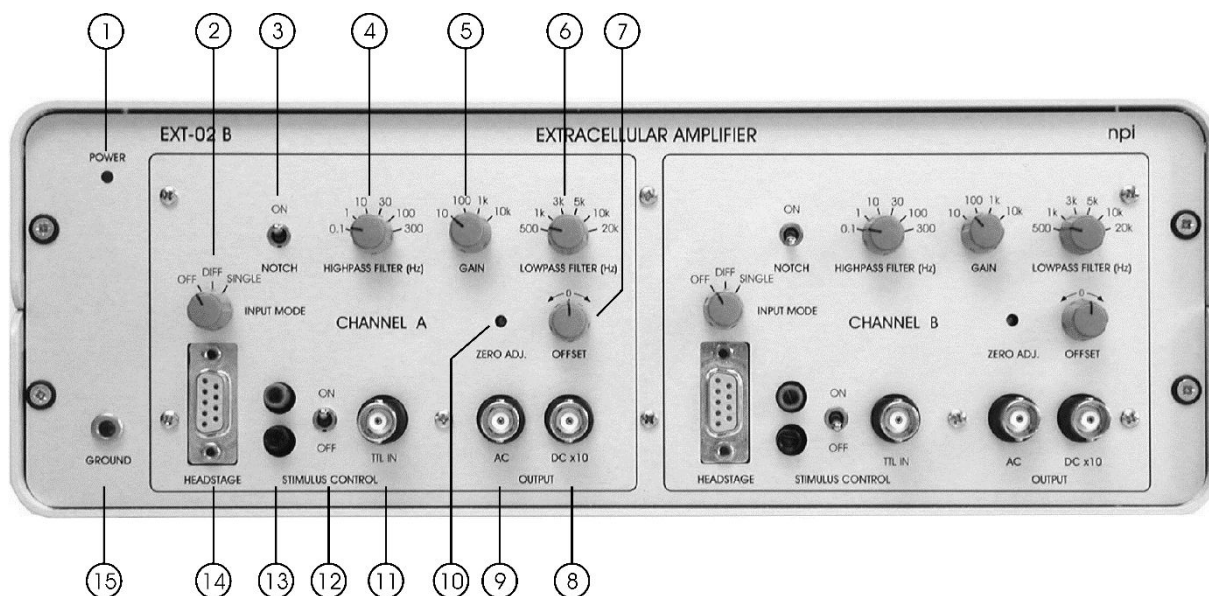 1 2 3 4 5 6 7
EXT-02 B EXTRACELLULAR AMPLIFIER npi
POWER
ON
NOTCH
0.1 1 10 30 100 300
HIGHPASS FILTER (Hz)
10 100 1k 10k
GAIN
500 1k 3k 5k 10k 20k
LOWPASS FILTER (Hz)
OFF DIFF SINGLE
INPUT MODE
CHANNEL A
ZERO ADJ.
0
OFFSET
ON
OFF
TTL IN
AC
DC x10
GROUND
HEADSTAGE
STIMULUS CONTROL
OUTPUT
ON
NOTCH
0.1 1 10 30 100 300
HIGHPASS FILTER (Hz)
10 100 1k 10k
GAIN
500 1k 3k 5k 10k 20k
LOWPASS FILTER (Hz)
OFF DIFF SINGLE
INPUT MODE
CHANNEL B
ZERO ADJ.
0
OFFSET
ON
OFF
TTL IN
AC
DC x10
HEADSTAGE
STIMULUS CONTROL
OUTPUT
15 14 13 12 11 10 9 8